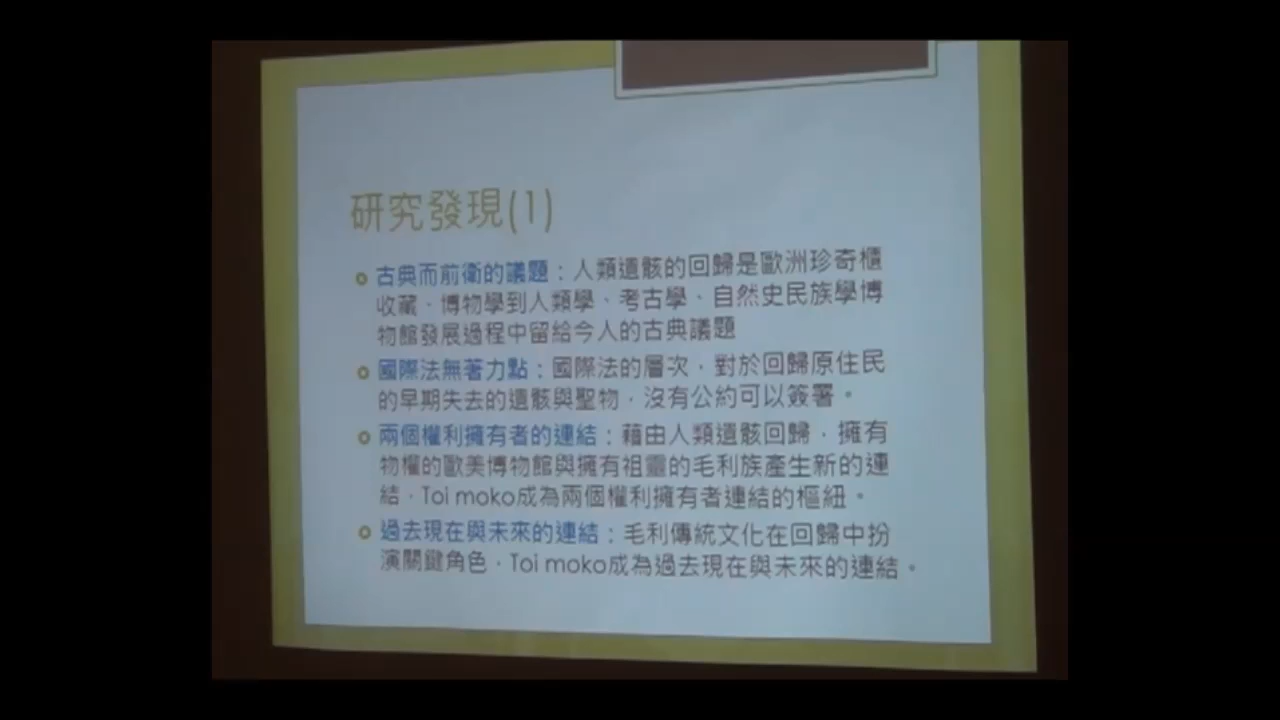 研究發現(1)
古典而前衛的議題：人類遺骸的回歸是歐洲珍奇櫃
收藏、博物學到人類學、考古學、自然史民族學博
物館發展過程中留給今人的古典議題
國際法無著力點：國際法的層次，對於回歸原住民
的早期失去的遺骸與聖物，沒有公約可以簽署。
兩個權利擁有者的連結：藉由人類遺骸回歸，擁有
物權的歐美博物館與擁有祖靈的毛利族產生新的連
結，Toi moko成為兩個權利擁有者連結的樞紐。
過去現在與未來的連結：毛利傳統文化在回歸中扮
演關鍵角色，Toi moko成為過去現在與未來的連結。